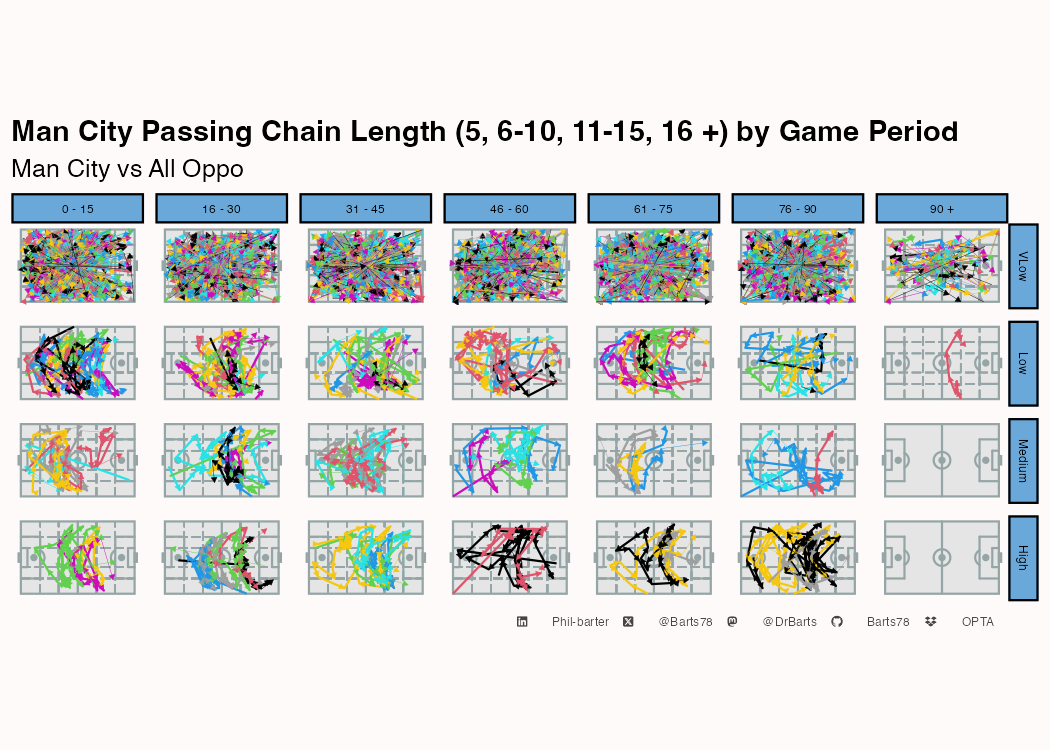 Man City Passing Chain Length (5, 6-10, 11-15, 16 +) by Game Period
Man City vs All Oppo
0 - 15
16 - 30
31 - 45
46 - 60
61 - 75
76 - 90
90 +
VLow
Low
Medium
High
Phil-barter @Barts78 @DrBarts Barts78 OPTA